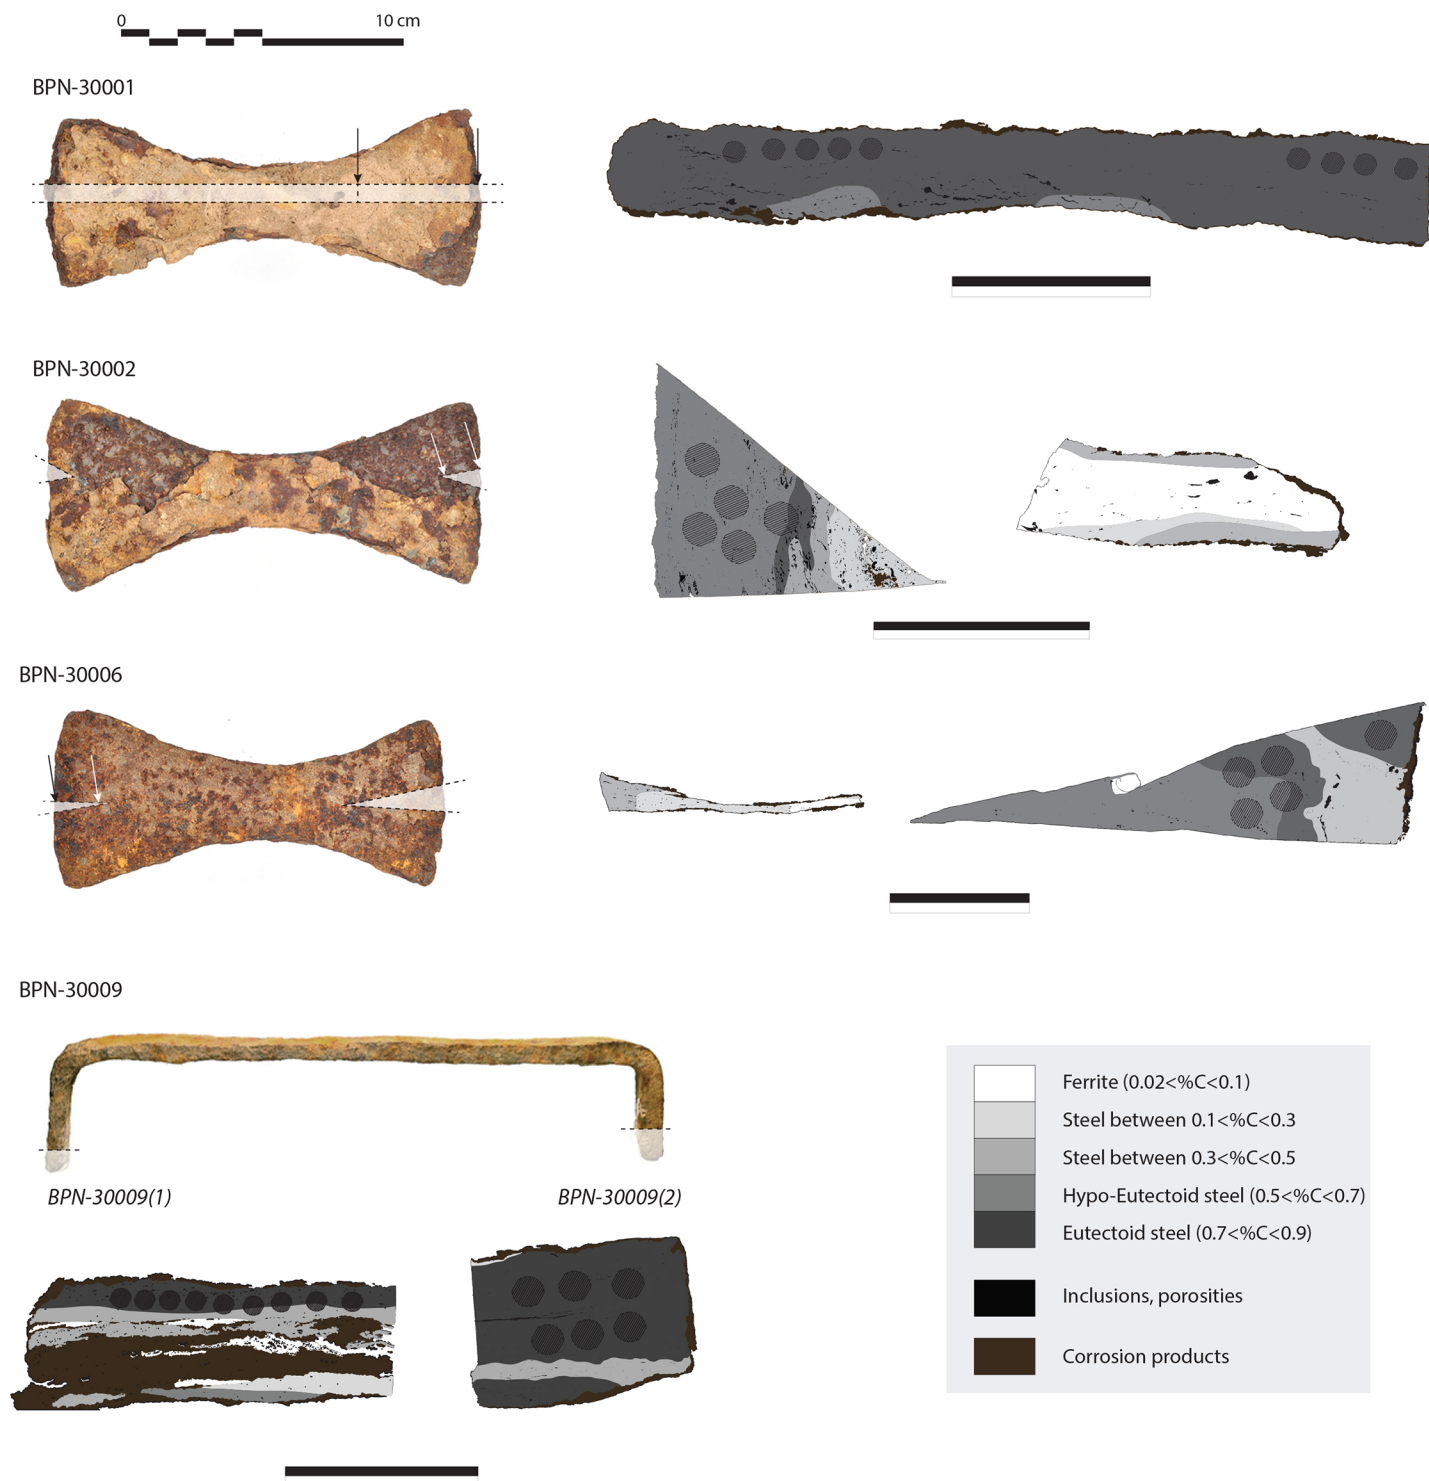 0 10 cm
BPN-30001
BPN-30002
BPN-30006
BPN-30009
BPN-30009(1) BPN-30009(2)
Ferrite (0.02<%C<0.1)
Steel between 0.1<%C<0.3
Steel between 0.3<%C<0.5
Hypo-Eutectoid steel (0.5<%C<0.7)
Eutectoid steel (0.7<%C<0.9)
Inclusions, porosities
Corrosion products